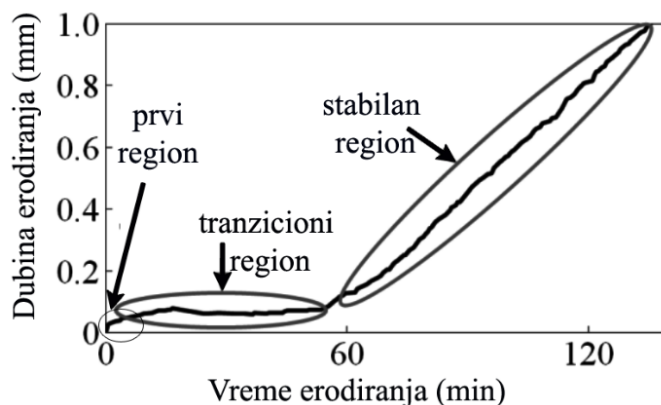 Dubina erodiranja (mm)
1.0
0.8
0.6
0.4
0.2
0
prvi
region
tranzicioni
region
stabilan
region
0
60
120
Vreme erodiranja (min)